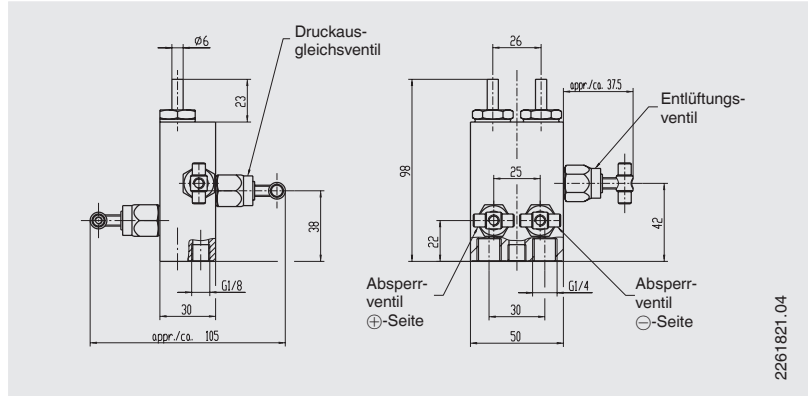 Ø6
Druckaus-
gleichsventil
23
38
G1/8
30
appr./ca. 105
26
appr./ca. 37.5
Entlüftungs-
ventil
98
25
22
42
Absperr-
ventil
⊕-Seite
G1/4
30
50
Absperr-
ventil
⊖-Seite
2261821.04